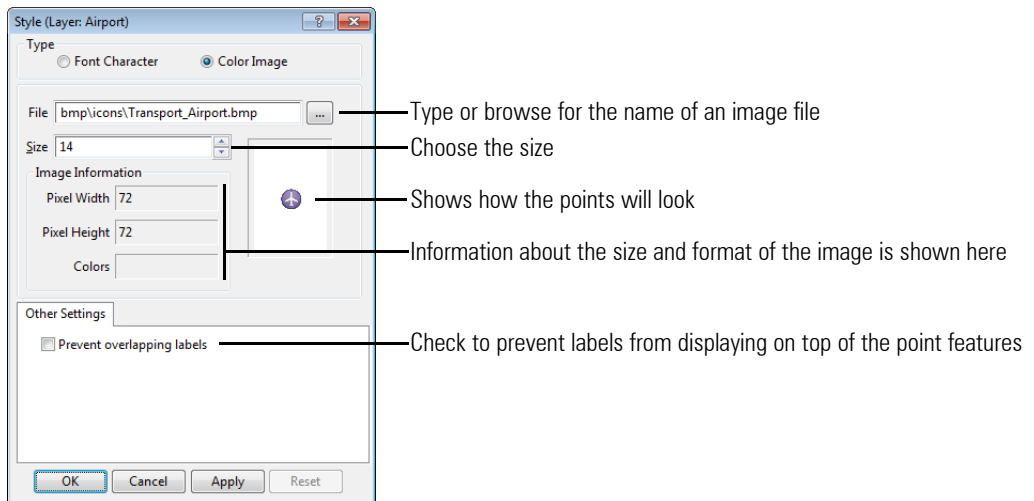 Style (Layer: Airport)
Type
Font Character Color Image
File bmp\icons\Transport_Airport.bmp ... Type or browse for the name of an image file
Size 14 Choose the size
Image Information
Pixel Width 72 Shows how the points will look
Pixel Height 72
Information about the size and format of the image is shown here
Colors
Other Settings
Prevent overlapping labels Check to prevent labels from displaying on top of the point features
OK Cancel Apply Reset